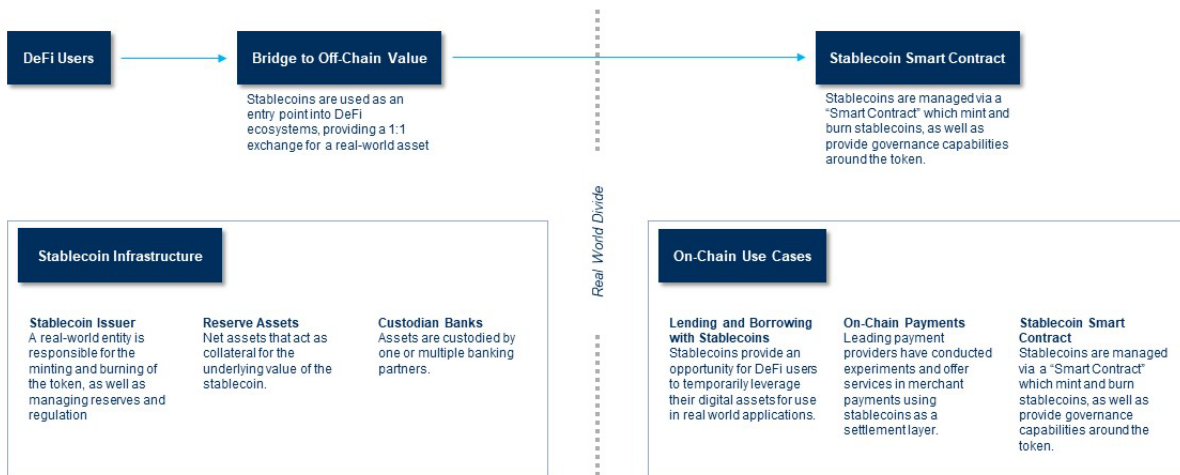 DeFi Users
Bridge to Off-Chain Value
Stablecoin Smart Contract
Stablecoins are used as an
entry point into DeFi
ecosystems, providing a 1:1
exchange for a real-world asset
Stablecoins are managed via a
“Smart Contract” which mint and
burn stablecoins, as well as
provide governance capabilities
around the token.
Real World Divide
Stablecoin Infrastructure
Stablecoin Issuer
A real-world entity is
responsible for the
minting and burning of
the token, as well as
managing reserves and
regulation
Reserve Assets
Net assets that act as
collateral for the
underlying value of the
stablecoin.
Custodian Banks
Assets are custodied by
one or multiple banking
partners.
On-Chain Use Cases
Lending and Borrowing
with Stablecoins
Stablecoins provide an
opportunity for DeFi users
to temporarily leverage
their digital assets for use
in real world applications.
On-Chain Payments
Leading payment
providers have conducted
experiments and offer
services in merchant
payments using
stablecoins as a
settlement layer.
Stablecoin Smart
Contract
Stablecoins are managed
via a “Smart Contract”
which mint and burn
stablecoins, as well as
provide governance
capabilities around the
token.